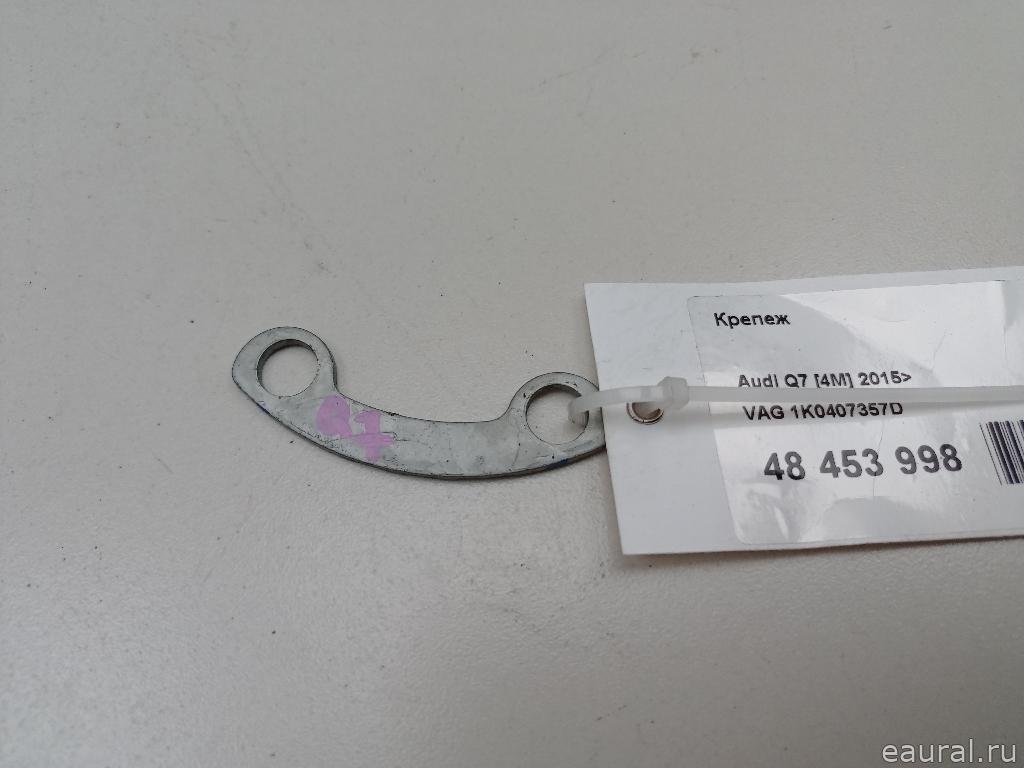 Крепеж
Audi Q7 [4M] 2015>
VAG 1K0407357D
48 453 998
eaural.ru